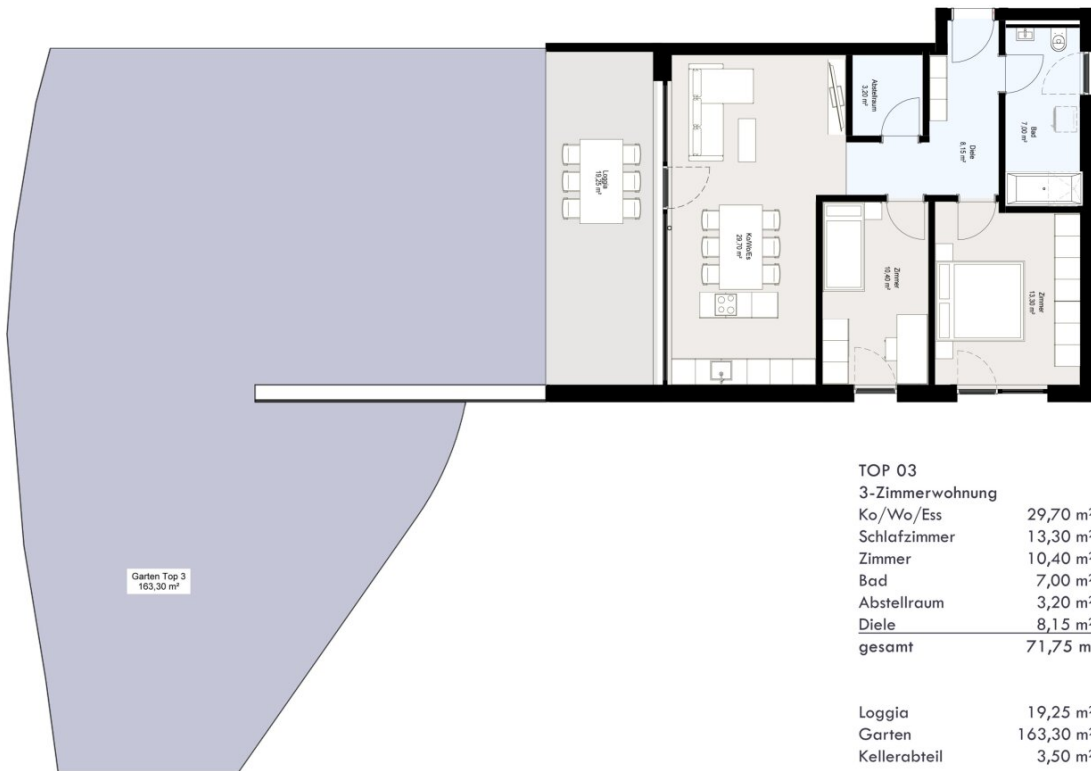 Abstellraum
3,20 m²
Bad
7,00 m²
Diele
8,15 m²
Loggia
19,25 m²
Ko/Wo/Es
29,70 m²
Zimmer
10,40 m²
Zimmer
13,30 m²
Garten Top 3
163,30 m²
TOP 03
3-Zimmerwohnung
Ko/Wo/Ess 29,70 m²
Schlafzimmer 13,30 m²
Zimmer 10,40 m²
Bad 7,00 m²
Abstellraum 3,20 m²
Diele 8,15 m²
gesamt 71,75 m
Loggia 19,25 m²
Garten 163,30 m²
Kellerabteil 3,50 m²